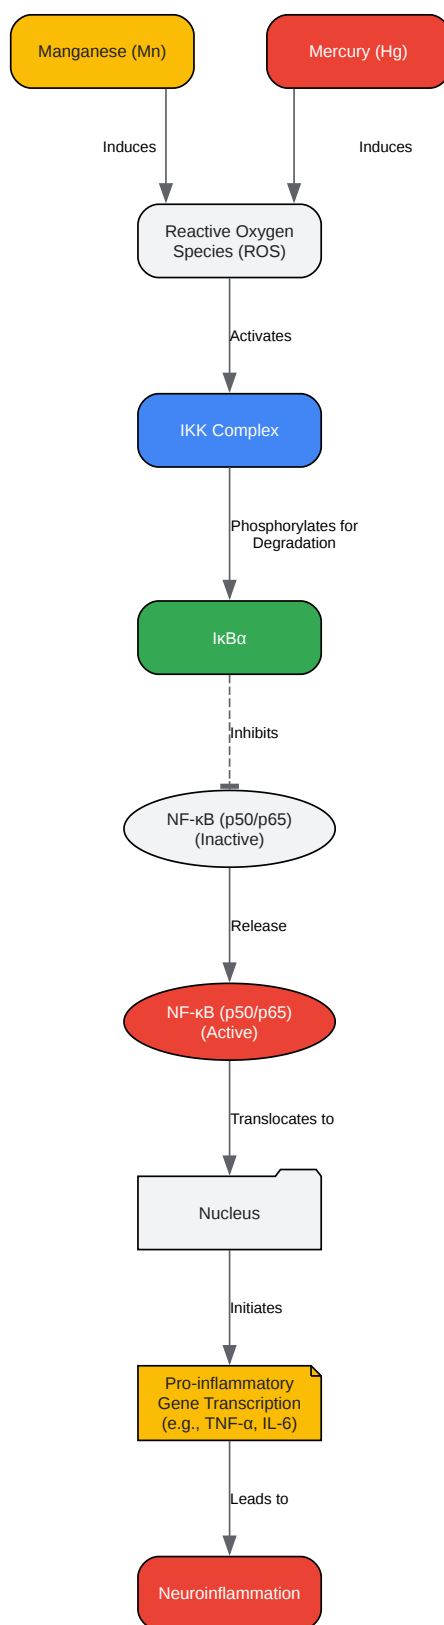 Manganese (Mn)
Mercury (Hg)
Induces
Induces
Reactive Oxygen
Species (ROS)
Activates
IKK Complex
Phosphorylates for
Degradation
IκBα
Inhibits
NF-κB (p50/p65)
(Inactive)
Release
NF-κB (p50/p65)
(Active)
Translocates to
Nucleus
Initiates
Pro-inflammatory
Gene Transcription
(e.g., TNF-α, IL-6)
Leads to
Neuroinflammation